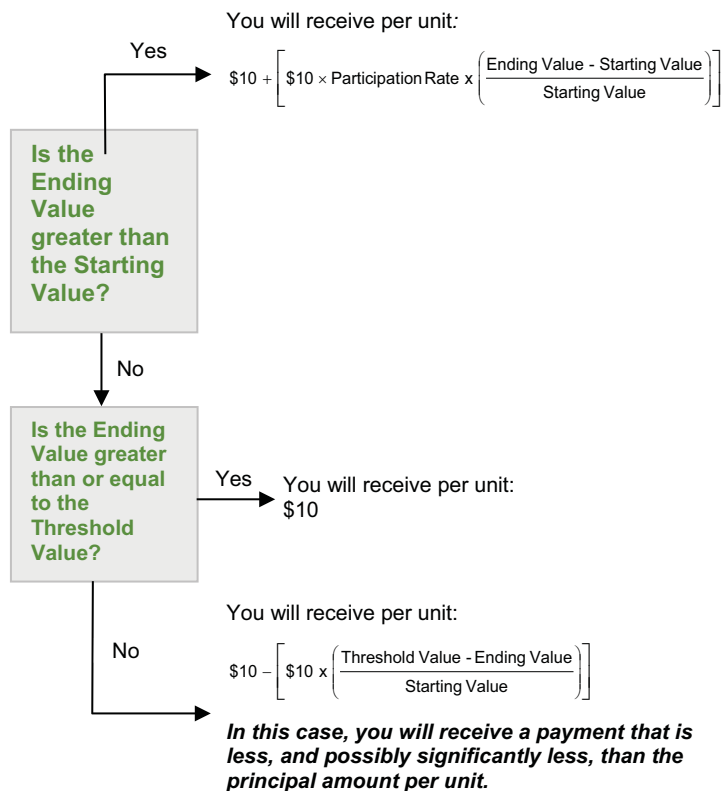 You will receive per unit:
Yes
$10 + [ $10 × Participation Rate x ( Ending Value - Starting Value / Starting Value ) ]
Is the
Ending
Value
greater than
the Starting
Value?
No
Is the Ending
Value greater
than or equal
to the
Threshold
Value?
Yes
You will receive per unit:
$10
You will receive per unit:
No
$10 − [ $10 x ( Threshold Value - Ending Value / Starting Value ) ]
In this case, you will receive a payment that is
less, and possibly significantly less, than the
principal amount per unit.